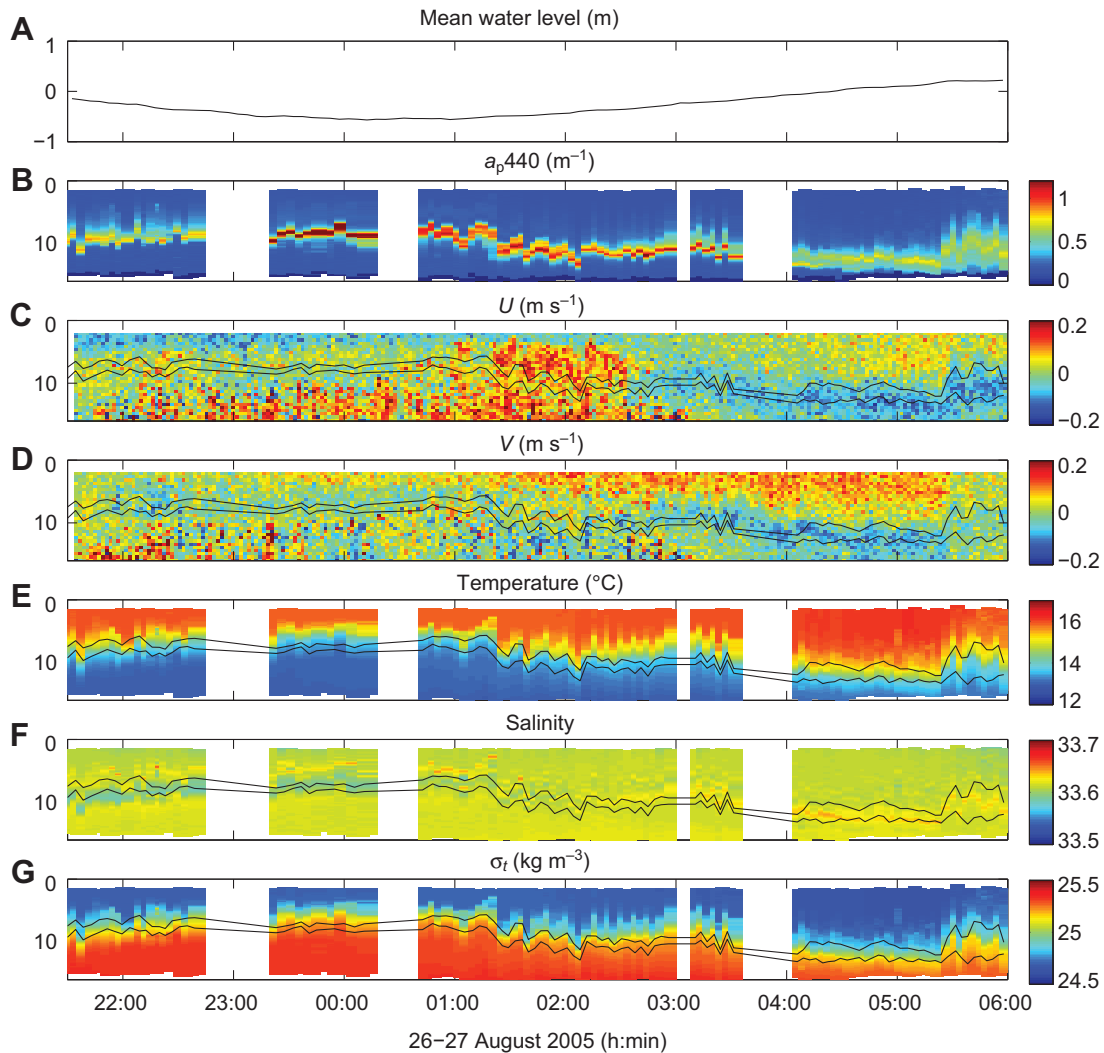 A
Mean water level (m)
1
0
−1
B
a_p440 (m⁻¹)
0
10
1
0.5
0
C
U (m s⁻¹)
0
10
0.2
0
−0.2
D
V (m s⁻¹)
0
10
0.2
0
−0.2
E
Temperature (°C)
0
10
16
14
12
F
Salinity
0
10
33.7
33.6
33.5
G
σ_t (kg m⁻³)
0
10
25.5
25
24.5
22:00 23:00 00:00 01:00 02:00 03:00 04:00 05:00 06:00
26−27 August 2005 (h:min)